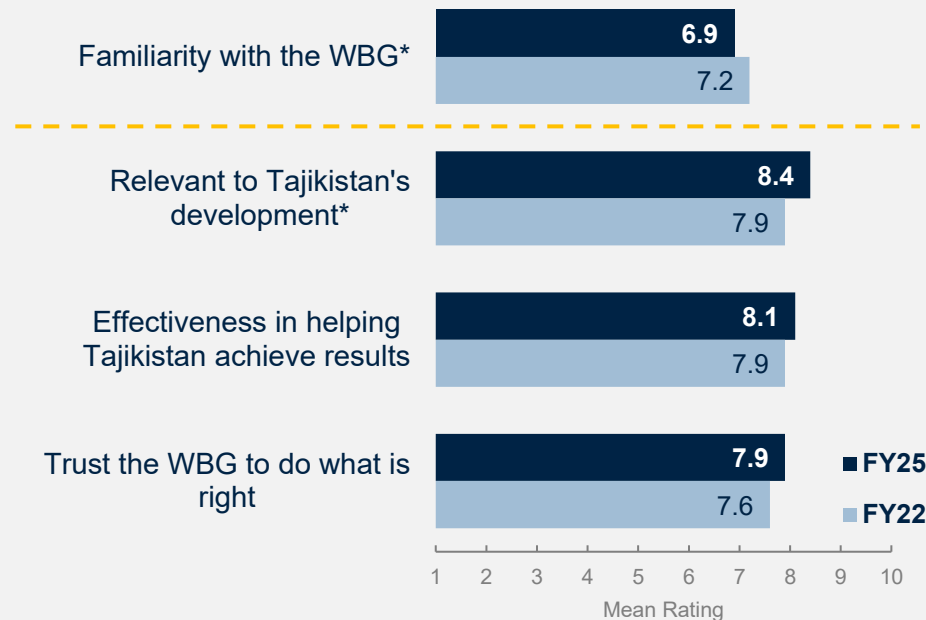 Familiarity with the WBG*
6.9
7.2
Relevant to Tajikistan's
development*
8.4
7.9
Effectiveness in helping
Tajikistan achieve results
8.1
7.9
Trust the WBG to do what is
right
7.9
7.6
FY25
FY22
1 2 3 4 5 6 7 8 9 10
Mean Rating